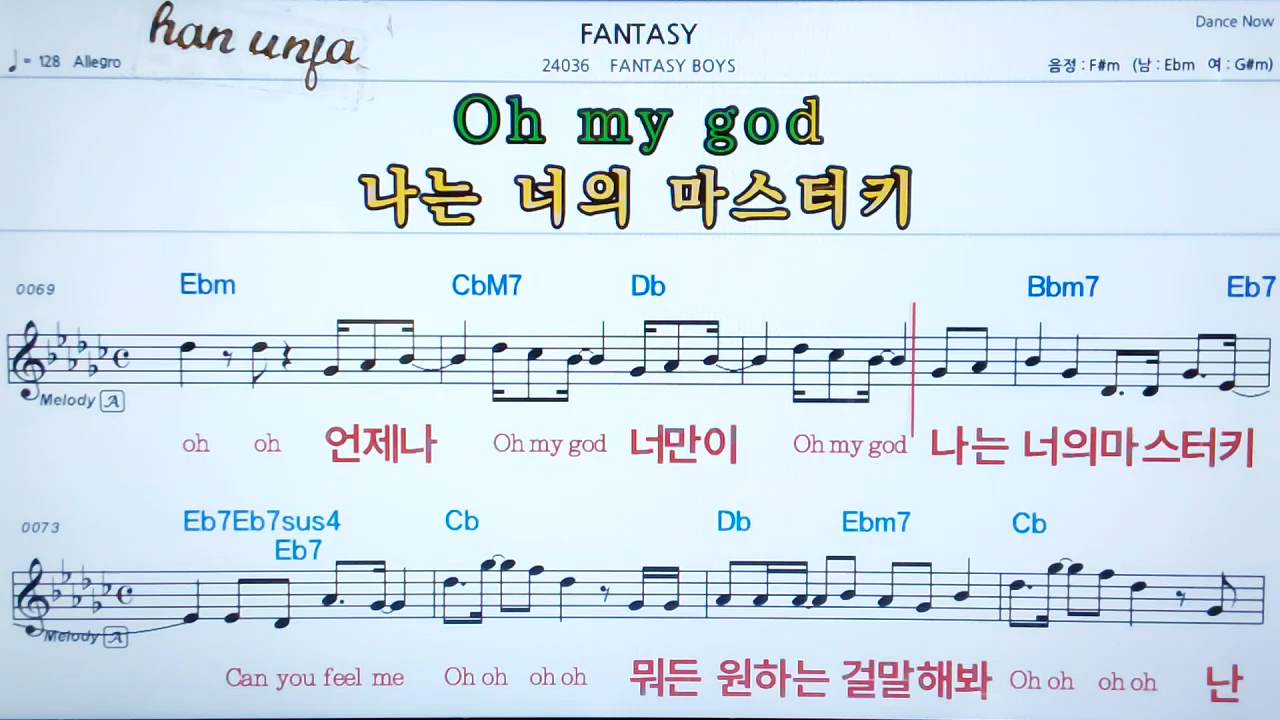 han unfa
FANTASY
Dance Now
♩= 128 Allegro
24036 FANTASY BOYS
음정 : F#m (남 : Ebm 여 : G#m)
Oh my god
나는 너의 마스터키
0069 Ebm CbM7 Db Bbm7 Eb7
Melody A
oh oh 언제나 Oh my god 너만이 Oh my god 나는 너의마스터키
0073 Eb7Eb7sus4 Cb Db Ebm7 Cb
Eb7
Melody A
Can you feel me Oh oh oh oh 뭐든 원하는 걸말해봐 Oh oh oh oh 난